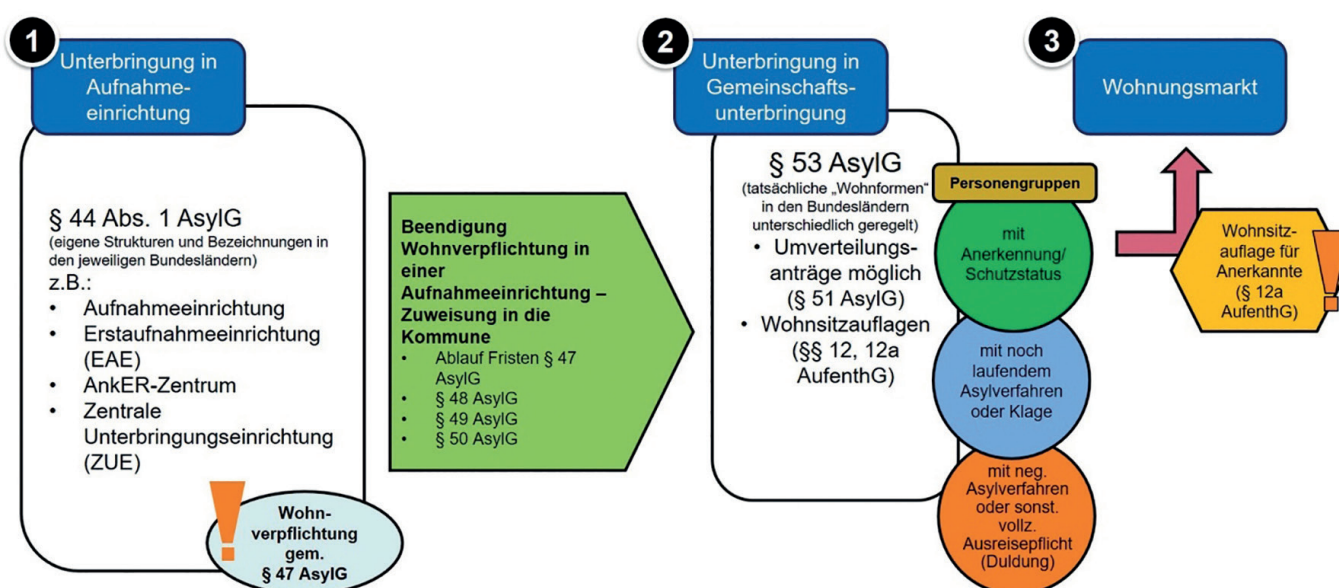 1
Unterbringung in
Aufnahme-
einrichtung
§ 44 Abs. 1 AsylG
(eigene Strukturen und Bezeichnungen in
den jeweiligen Bundesländern)
z.B.:
• Aufnahmeeinrichtung
• Erstaufnahmeeinrichtung
(EAE)
• AnkER-Zentrum
• Zentrale
Unterbringungseinrichtung
(ZUE)
!
Wohn-
verpflichtung
gem.
§ 47 AsylG
Beendigung
Wohnverpflichtung in
einer
Aufnahmeeinrichtung –
Zuweisung in die
Kommune
• Ablauf Fristen § 47
AsylG
• § 48 AsylG
• § 49 AsylG
• § 50 AsylG
2
Unterbringung in
Gemeinschafts-
unterbringung
§ 53 AsylG
(tatsächliche „Wohnformen“
in den Bundesländern
unterschiedlich geregelt)
• Umverteilungs-
anträge möglich
(§ 51 AsylG)
• Wohnsitzauflagen
(§§ 12, 12a
AufenthG)
Personengruppen
mit
Anerkennung/
Schutzstatus
mit noch
laufendem
Asylverfahren
oder Klage
mit neg.
Asylverfahren
oder sonst.
vollz.
Ausreisepflicht
(Duldung)
3
Wohnungsmarkt
Wohnsitz-
auflage für
Anerkannte
(§ 12a
AufenthG)
!